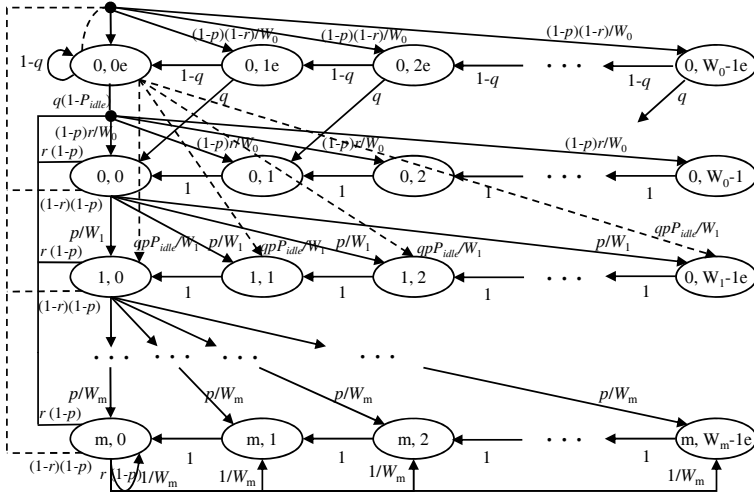 (1-p)(1-r)/W0 (1-p)(1-r)/W0 (1-p)(1-r)/W0
1-q 0, 0e 0, 1e 0, 2e · · · 0, W0-1e
1-q 1-q 1-q 1-q
q(1-Pidle) q q q
(1-p)r/W0 (1-p)r/W0 (1-p)r/W0 (1-p)r/W0
r (1-p)
0, 0 0, 1 0, 2 · · · 0, W0-1
1 1 1 1
(1-r)(1-p)
p/W1 p/W1 qpPidle/W1 p/W1 qpPidle/W1 p/W1 qpPidle/W1
r (1-p)
1, 0 1, 1 1, 2 · · · 0, W1-1e
1 1 1 1
(1-r)(1-p)
· · · · · · · · · · · ·
p/Wm p/Wm p/Wm p/Wm
r (1-p)
m, 0 m, 1 m, 2 · · · m, Wm-1e
1 1 1 1
(1-r)(1-p) r (1-p) 1/Wm 1/Wm 1/Wm 1/Wm